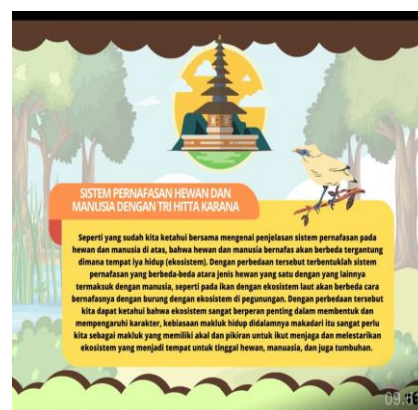 SISTEM PERNAFASAN HEWAN DAN
MANUSIA DENGAN TRI HITTA KARANA
Seperti yang sudah kita ketahui bersama mengenai penjelasan sistem pernafasan pada
hewan dan manusia di atas, bahwa hewan dan manusia bernafas akan berbeda tergantung
dimana tempat iya hidup (ekosistem). Dengan perbedaan tersebut terbentuklah sistem
pernafasan yang berbeda-beda atara jenis hewan yang satu dengan yang lainnya
termaksuk dengan manusia, seperti pada ikan dengan ekosistem laut akan berbeda cara
bernafasnya dengan burung dengan ekosistem di pegunungan. Dengan perbedaan tersebut
kita dapat ketahui bahwa ekosistem sangat berperan penting dalam membentuk dan
mempengaruhi karakter, kebiasaan makluk hidup didalamnya makadari itu sangat perlu
kita sebagai makluk yang memiliki akal dan pikiran untuk ikut menjaga dan melestarikan
ekosistem yang menjadi tempat untuk tinggal hewan, manuasia, dan juga tumbuhan.